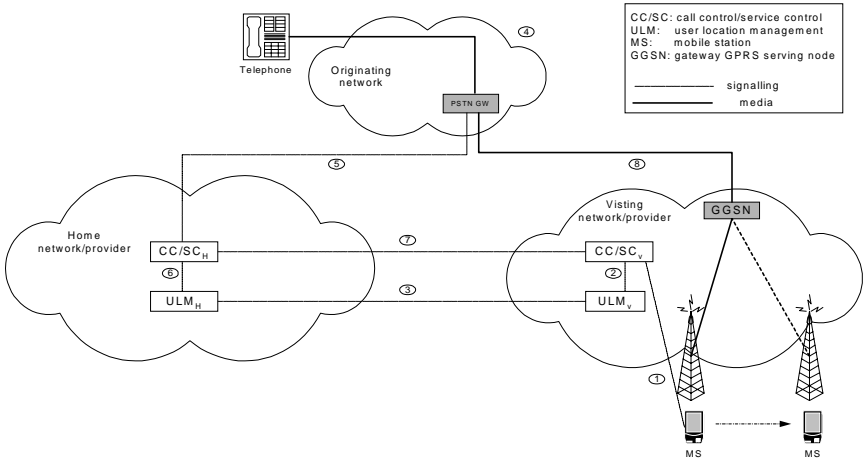 CC/SC: call control/service control
ULM: user location management
MS: mobile station
GGSN: gateway GPRS serving node
signalling
media
Telephone
4
Originating
network
PSTN GW
5
8
Home
network/provider
Visting
network/provider
GGSN
CC/SCH
7
CC/SCv
6
2
ULMH
3
ULMv
1
MS
MS